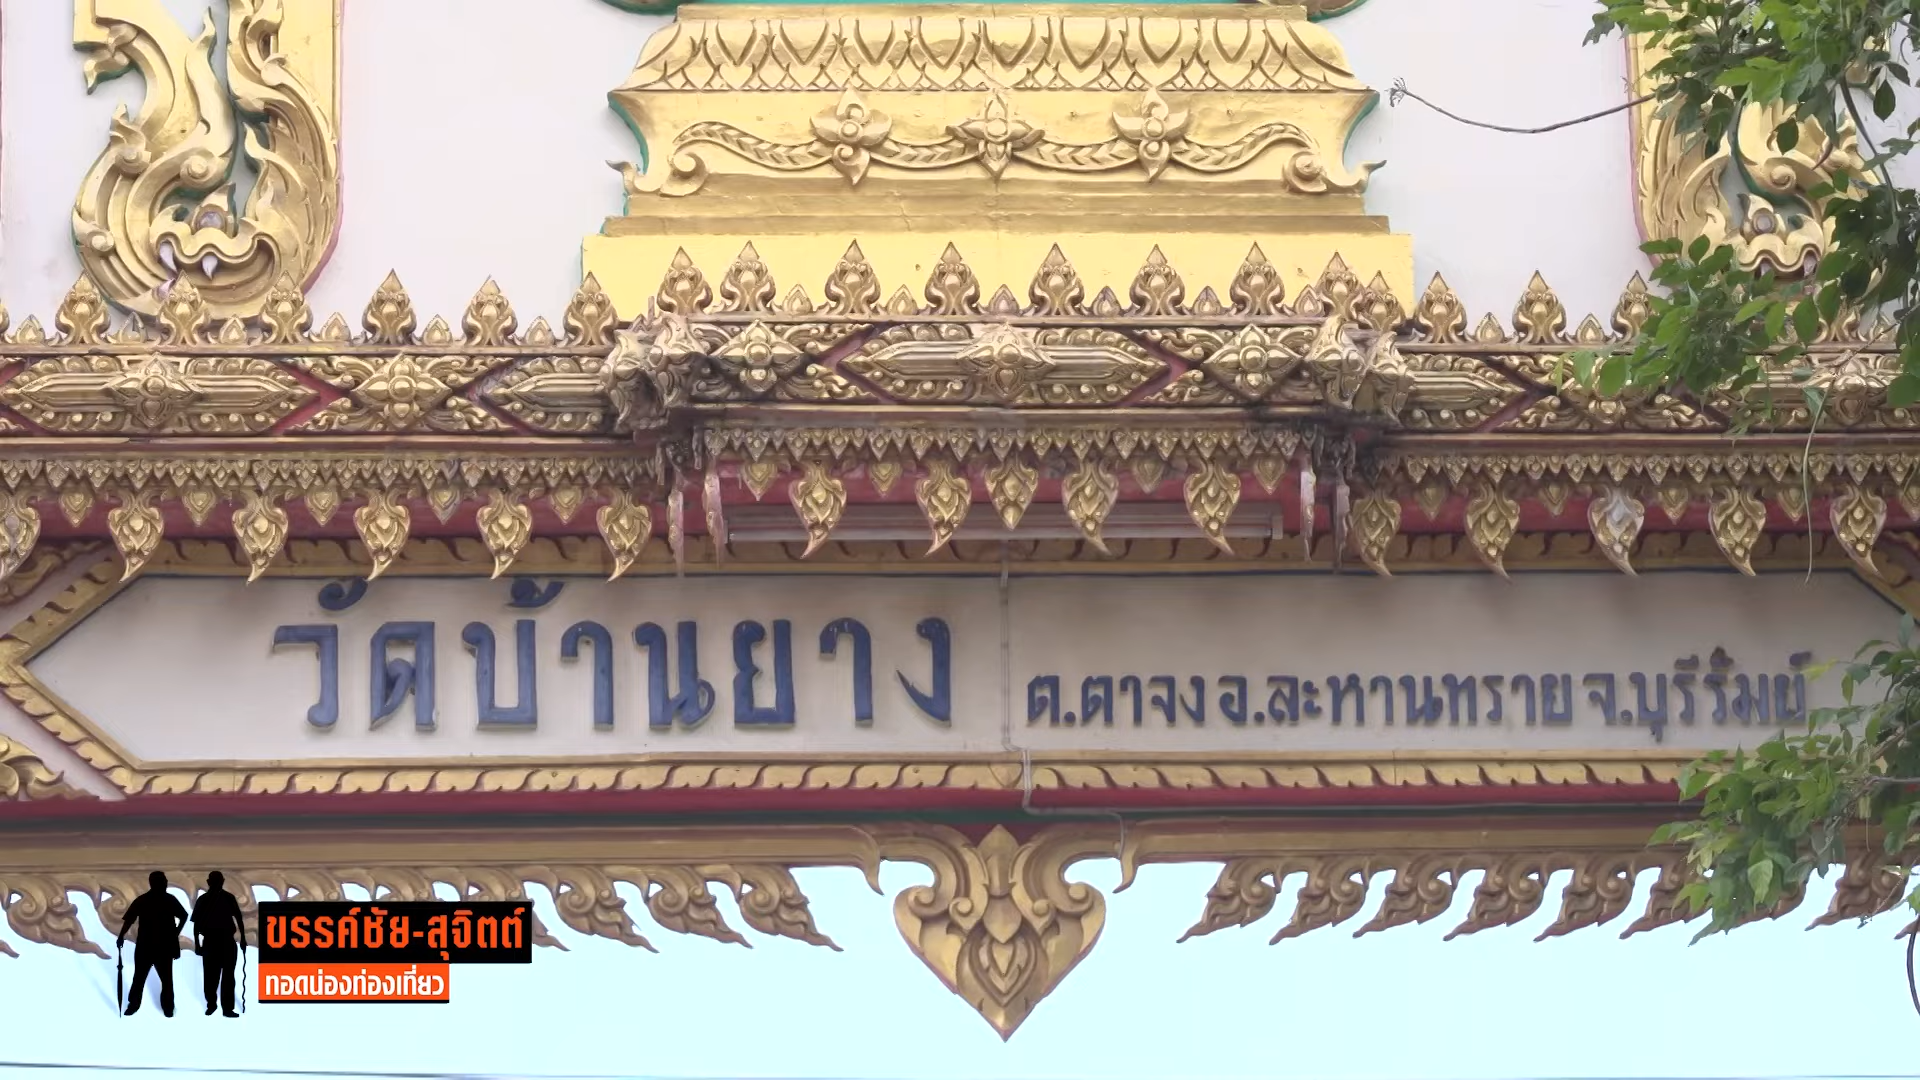 วัดบ้านยาง ต.ตาจง อ.ละหานทราย จ.บุรีรัมย์
ขรรค์ชัย-สุจิตต์
ทอดน่องท่องเที่ยว